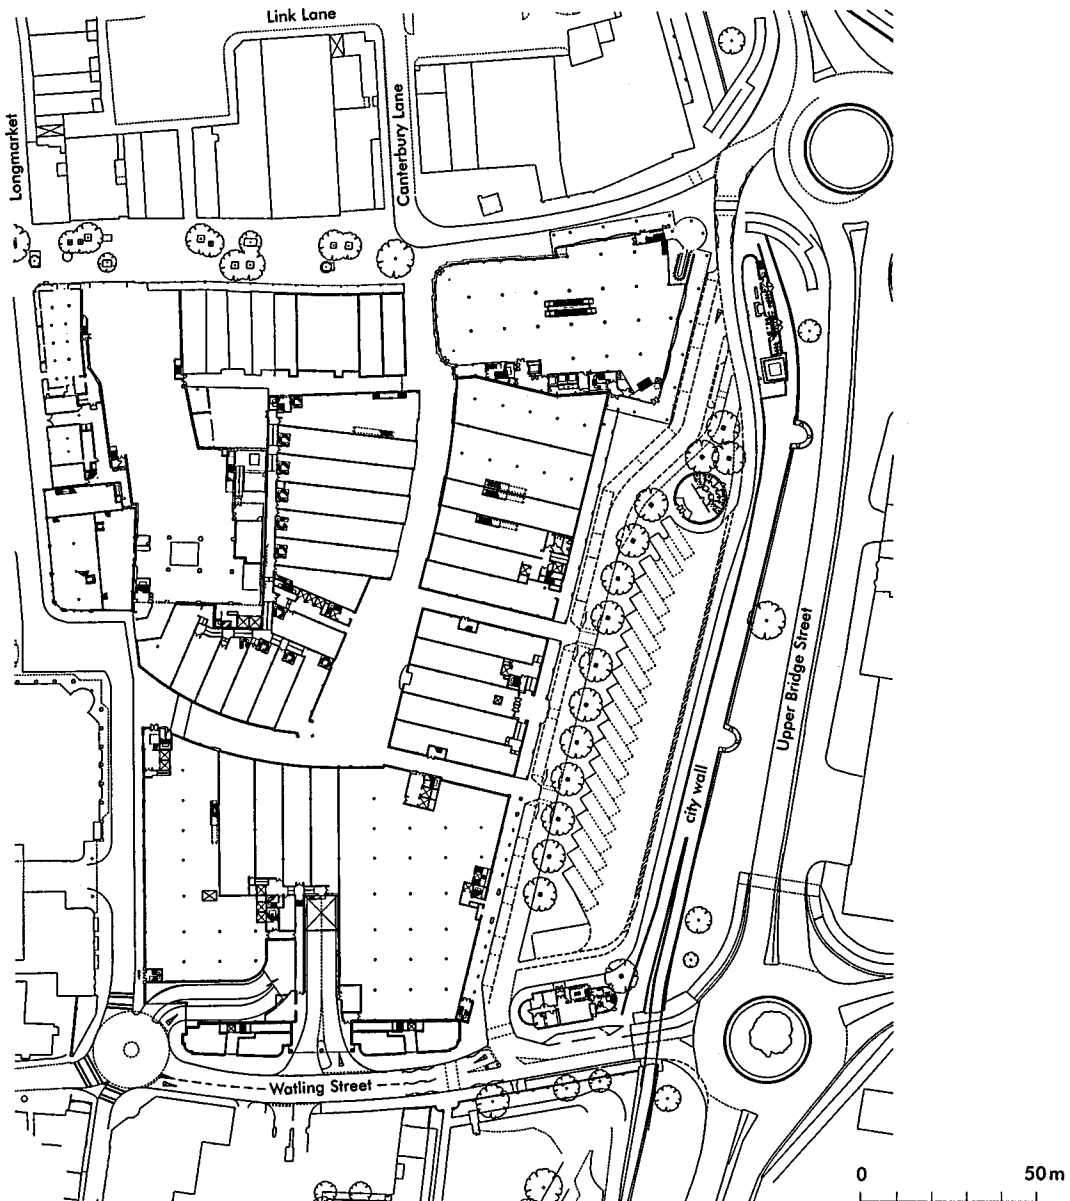 Link Lane
Longmarket
Canterbury Lane
Upper Bridge Street
city wall
Watling Street
0 50 m